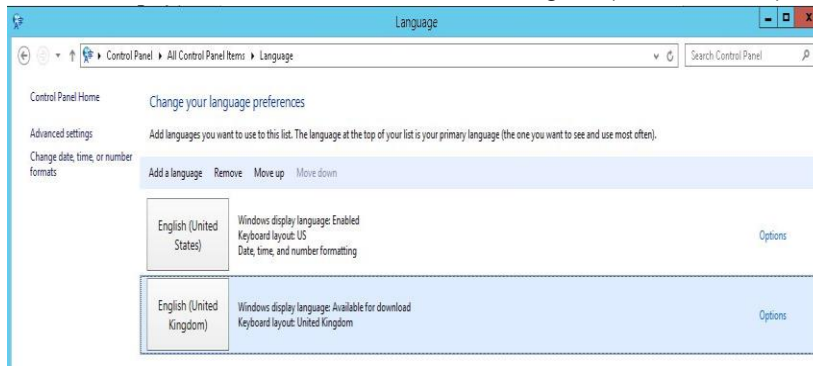 Language
Control Panel ▸ All Control Panel Items ▸ Language
Search Control Panel
Control Panel Home
Change your language preferences
Advanced settings
Add languages you want to use to this list. The language at the top of your list is your primary language (the one you want to see and use most often).
Change date, time, or number
formats
Add a language Remove Move up Move down
English (United
States)
Windows display language: Enabled
Keyboard layout: US
Date, time, and number formatting
Options
English (United
Kingdom)
Windows display language: Available for download
Keyboard layout: United Kingdom
Options